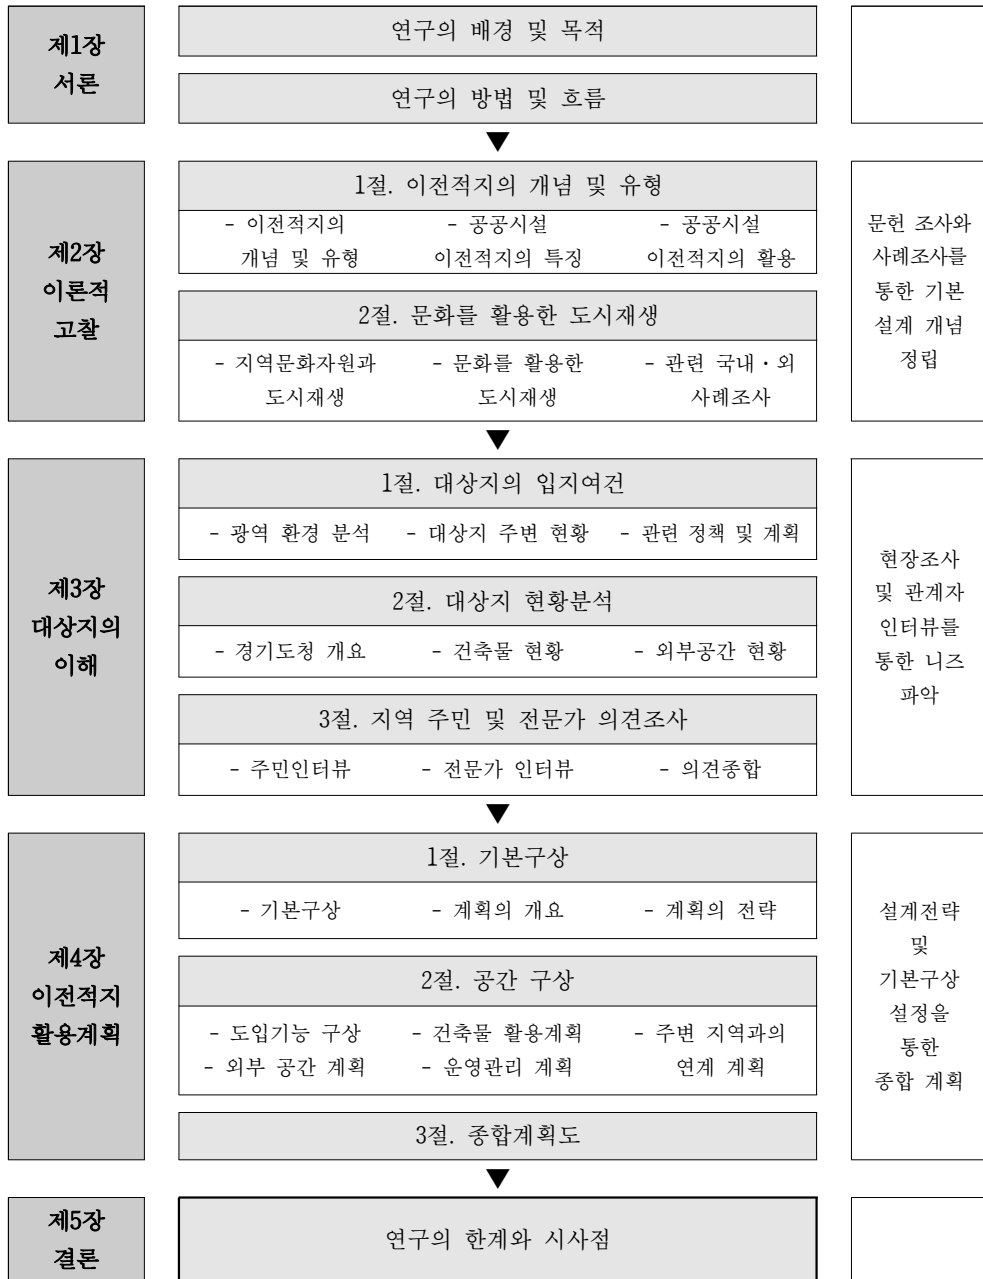 제1장
서론
연구의 배경 및 목적
연구의 방법 및 흐름
▼
제2장
이론적
고찰
1절. 이전적지의 개념 및 유형
- 이전적지의 개념 및 유형
- 공공시설 이전적지의 특징
- 공공시설 이전적지의 활용
2절. 문화를 활용한 도시재생
- 지역문화자원과 도시재생
- 문화를 활용한 도시재생
- 관련 국내・외 사례조사
문헌 조사와
사례조사를
통한 기본
설계 개념
정립
▼
제3장
대상지의
이해
1절. 대상지의 입지여건
- 광역 환경 분석 - 대상지 주변 현황 - 관련 정책 및 계획
2절. 대상지 현황분석
- 경기도청 개요 - 건축물 현황 - 외부공간 현황
3절. 지역 주민 및 전문가 의견조사
- 주민인터뷰 - 전문가 인터뷰 - 의견종합
현장조사
및 관계자
인터뷰를
통한 니즈
파악
▼
제4장
이전적지
활용계획
1절. 기본구상
- 기본구상 - 계획의 개요 - 계획의 전략
2절. 공간 구상
- 도입기능 구상
- 외부 공간 계획
- 건축물 활용계획
- 운영관리 계획
- 주변 지역과의
연계 계획
3절. 종합계획도
설계전략
및
기본구상
설정을
통한
종합 계획
▼
제5장
결론
연구의 한계와 시사점